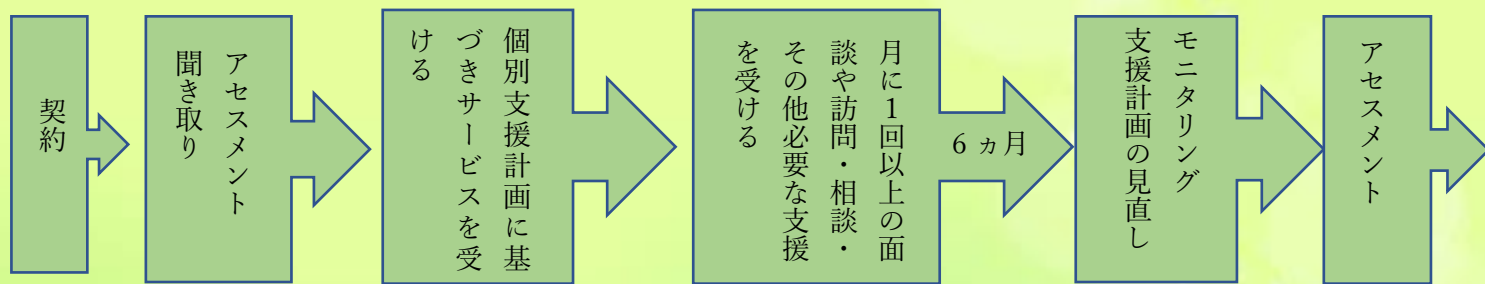 契約
アセスメント
聞き取り
個別支援計画に基
づきサービスを受
ける
月に１回以上の面
談や訪問・相談・
その他必要な支援
を受ける
６ヵ月
モニタリング
支援計画の見直し
アセスメント